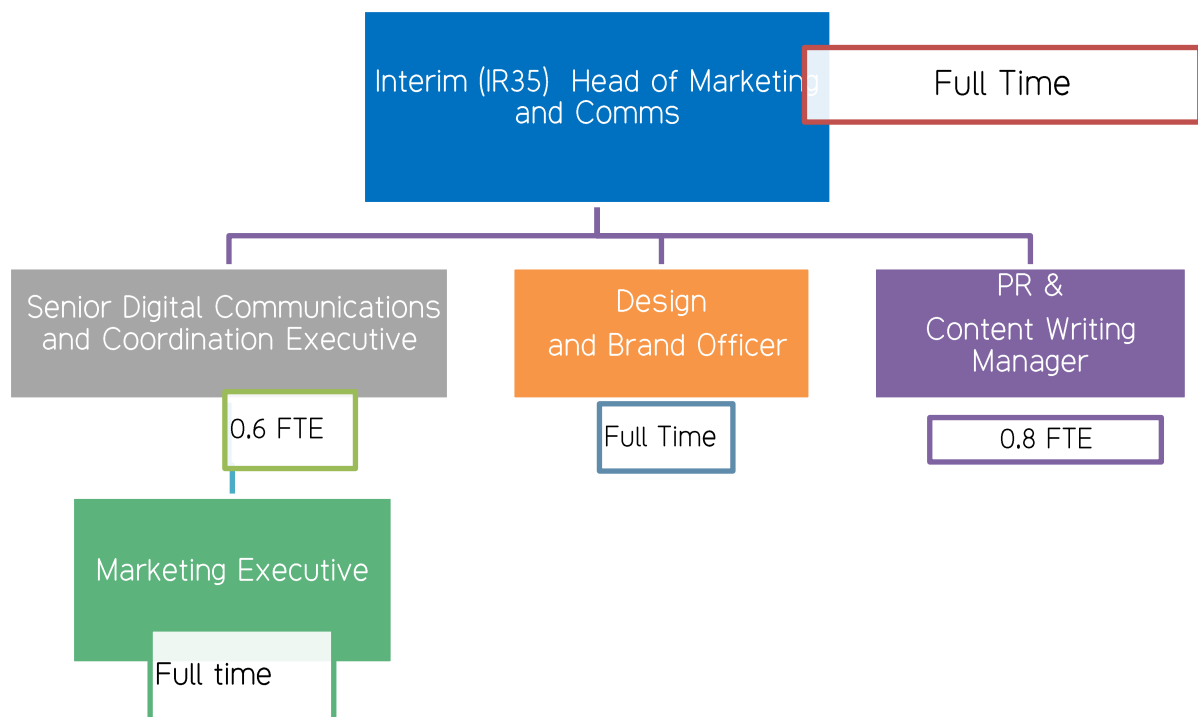 Interim (IR35)  Head of Marketing
and Comms
Full Time
Senior Digital Communications
and Coordination Executive
0.6 FTE
Design
and Brand Officer
Full Time
PR &
Content Writing
Manager
0.8 FTE
Marketing Executive
Full time